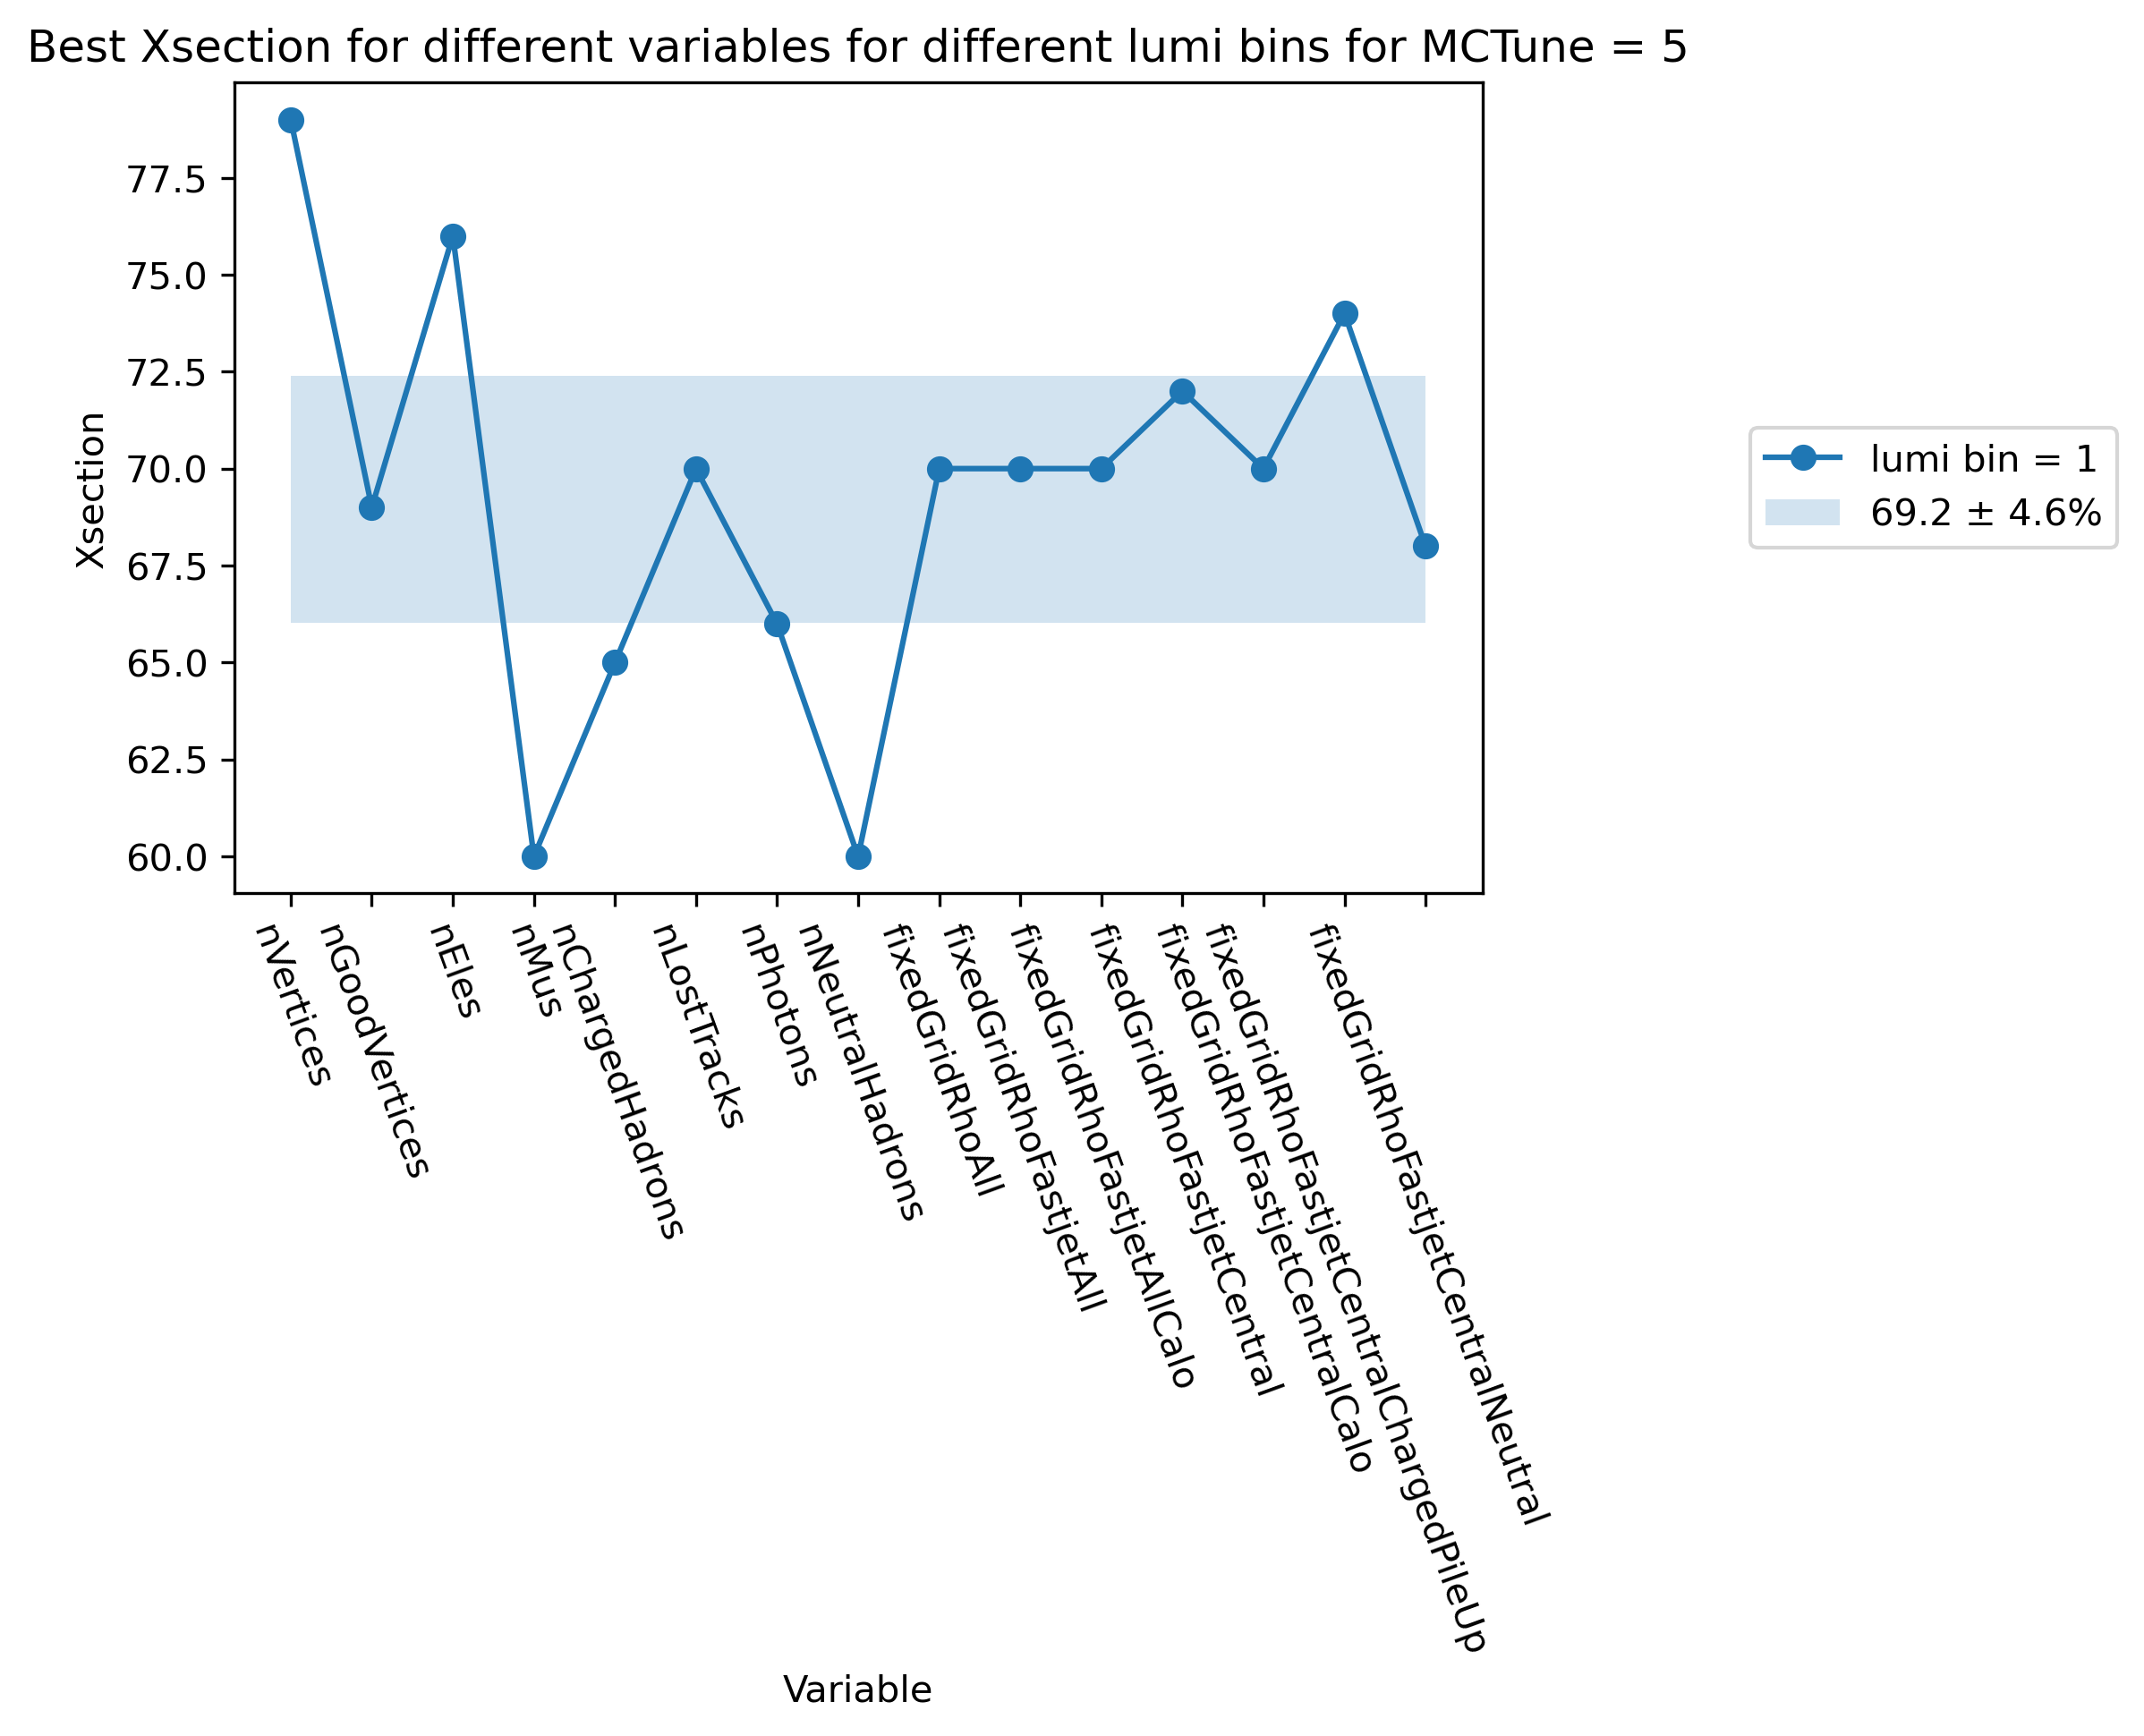 Best Xsection for different variables for different lumi bins for MCTune = 5
Xsection
77.5
75.0
72.5
70.0
67.5
65.0
62.5
60.0
lumi bin = 1
69.2 ± 4.6%
nVertices
nGoodVertices
nEles
nMus
nChargedHadrons
nLostTracks
nPhotons
nNeutralHadrons
fixedGridRhoAll
fixedGridRhoFastjetAll
fixedGridRhoFastjetAllCalo
fixedGridRhoFastjetCentral
fixedGridRhoFastjetCentralCalo
fixedGridRhoFastjetCentralChargedPileUp
fixedGridRhoFastjetCentralNeutral
Variable